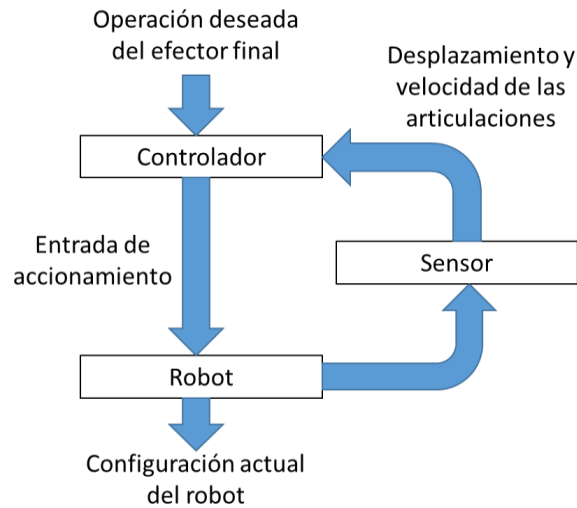 Operación deseada
del efector final
Desplazamiento y
velocidad de las
articulaciones
Controlador
Entrada de
accionamiento
Sensor
Robot
Configuración actual
del robot